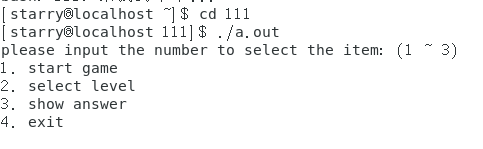 [starry@localhost ~]$ cd 111
[starry@localhost 111]$ ./a.out
please input the number to select the item: (1 ~ 3)
1. start game
2. select level
3. show answer
4. exit